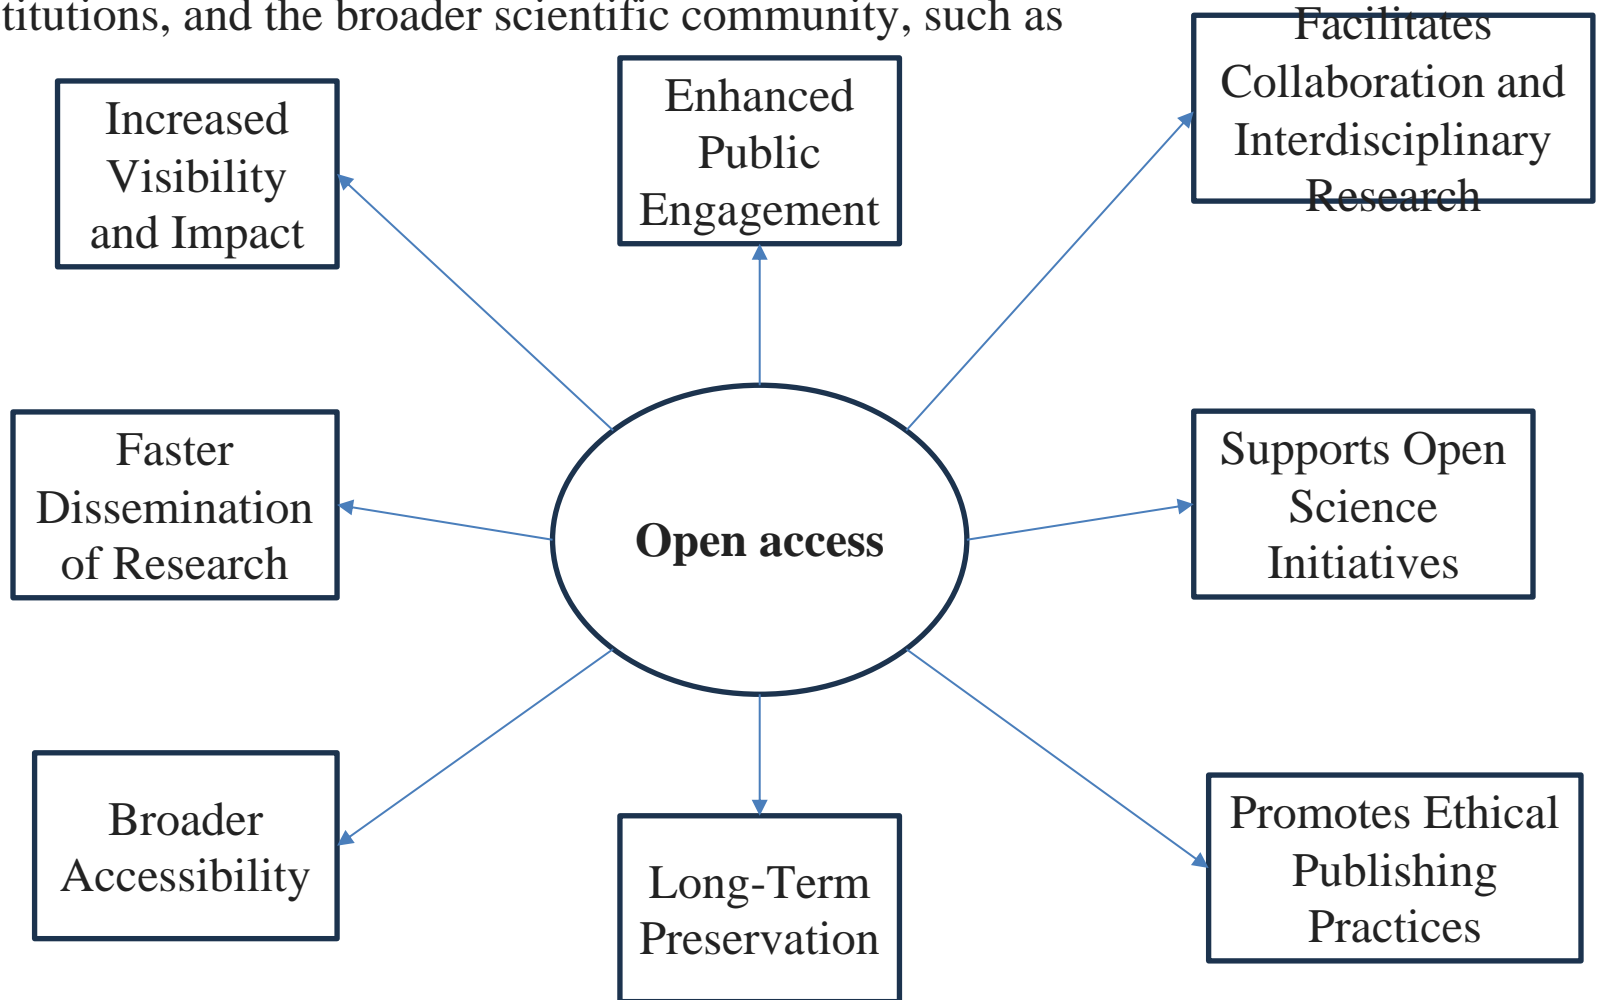 titutions, and the broader scientific community, such as
Increased
Visibility
and Impact
Enhanced
Public
Engagement
Facilitates
Collaboration and
Interdisciplinary
Research
Faster
Dissemination
of Research
Open access
Supports Open
Science
Initiatives
Broader
Accessibility
Long-Term
Preservation
Promotes Ethical
Publishing
Practices